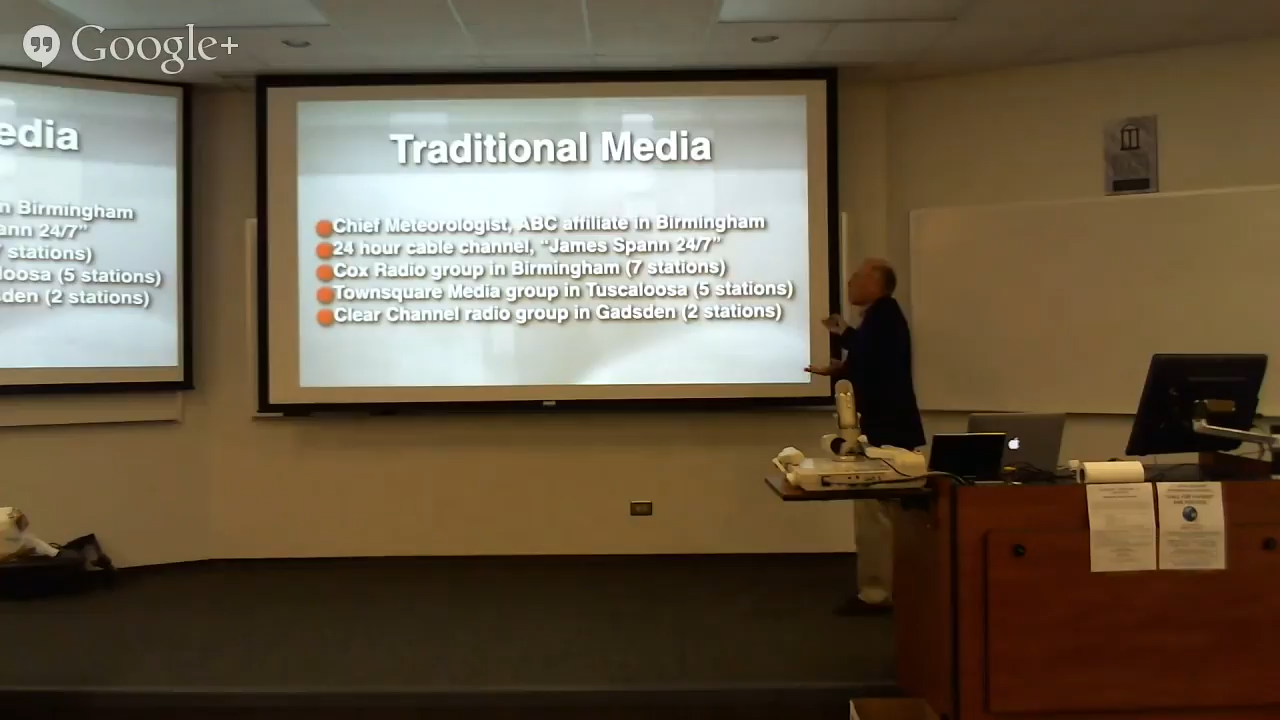 Google+
edia
n Birmingham
ann 24/7"
stations)
loosa (5 stations)
den (2 stations)
Traditional Media
Chief Meteorologist, ABC affiliate in Birmingham
24 hour cable channel, "James Spann 24/7"
Cox Radio group in Birmingham (7 stations)
Townsquare Media group in Tuscaloosa (5 stations)
Clear Channel radio group in Gadsden (2 stations)